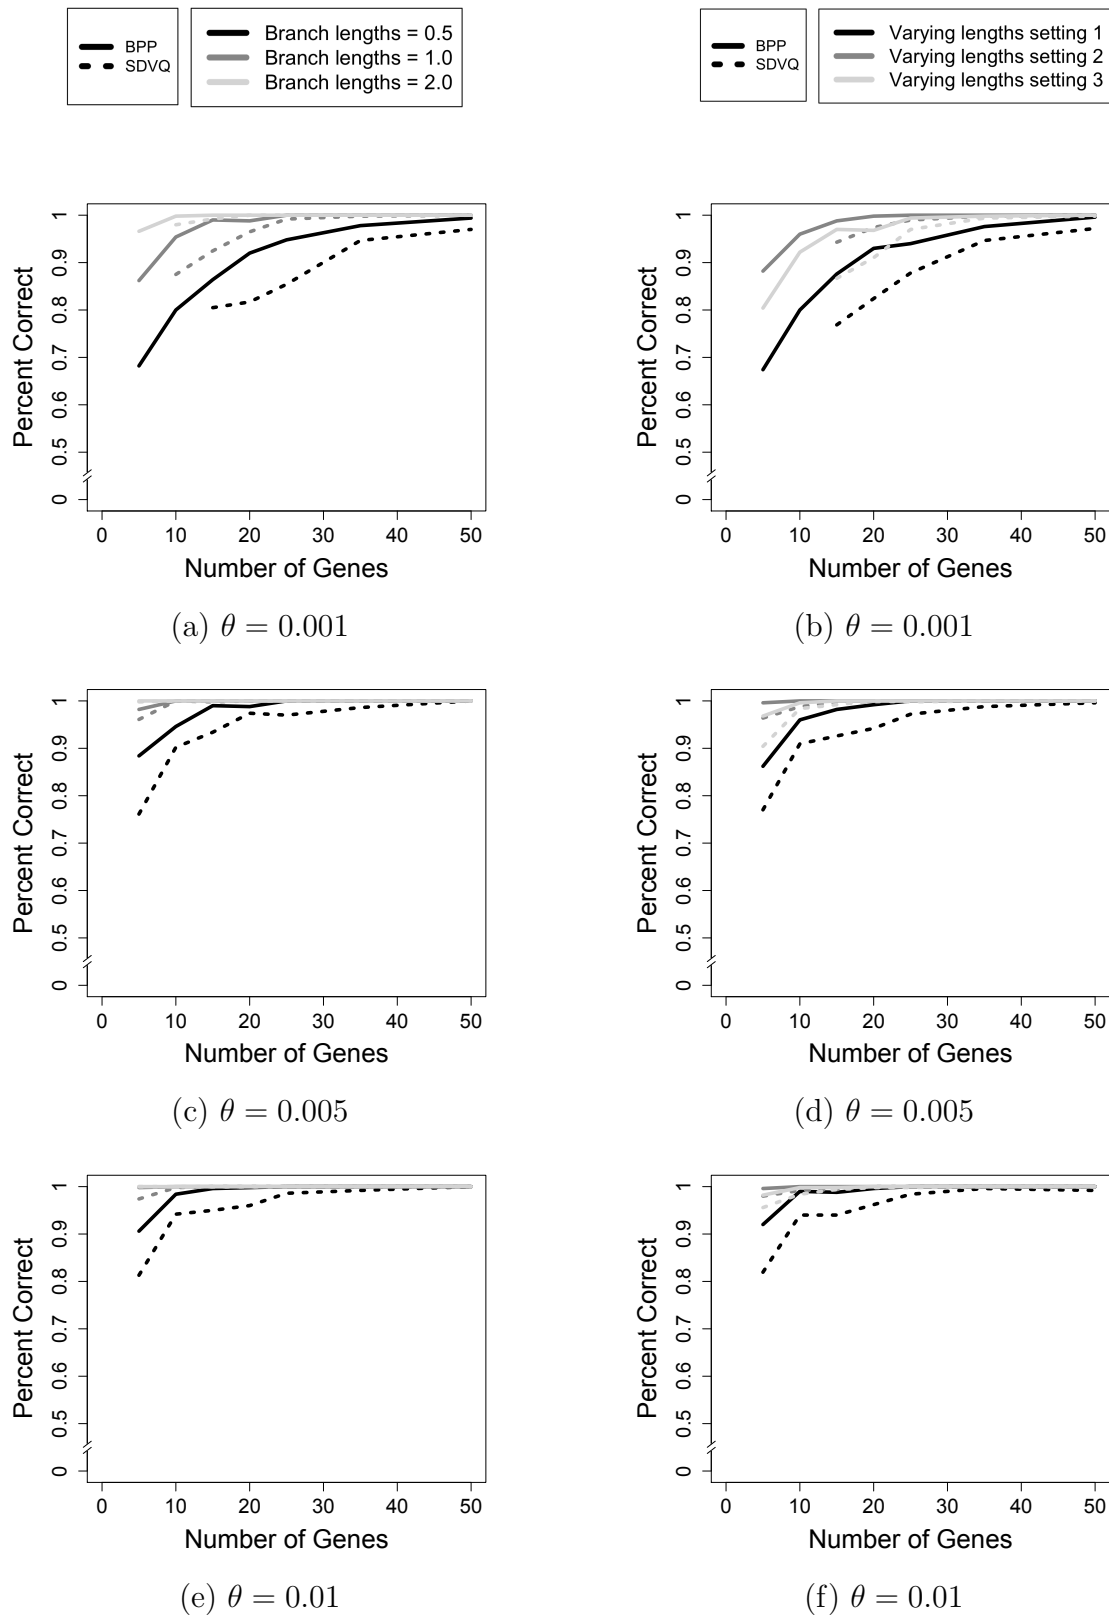 BPP
SDVQ
Branch lengths = 0.5
Branch lengths = 1.0
Branch lengths = 2.0
BPP
SDVQ
Varying lengths setting 1
Varying lengths setting 2
Varying lengths setting 3
Percent Correct
1
0.9
0.8
0.7
0.6
0.5
0
0 10 20 30 40 50
Number of Genes
(a) θ = 0.001
Percent Correct
1
0.9
0.8
0.7
0.6
0.5
0
0 10 20 30 40 50
Number of Genes
(b) θ = 0.001
Percent Correct
1
0.9
0.8
0.7
0.6
0.5
0
0 10 20 30 40 50
Number of Genes
(c) θ = 0.005
Percent Correct
1
0.9
0.8
0.7
0.6
0.5
0
0 10 20 30 40 50
Number of Genes
(d) θ = 0.005
Percent Correct
1
0.9
0.8
0.7
0.6
0.5
0
0 10 20 30 40 50
Number of Genes
(e) θ = 0.01
Percent Correct
1
0.9
0.8
0.7
0.6
0.5
0
0 10 20 30 40 50
Number of Genes
(f) θ = 0.01